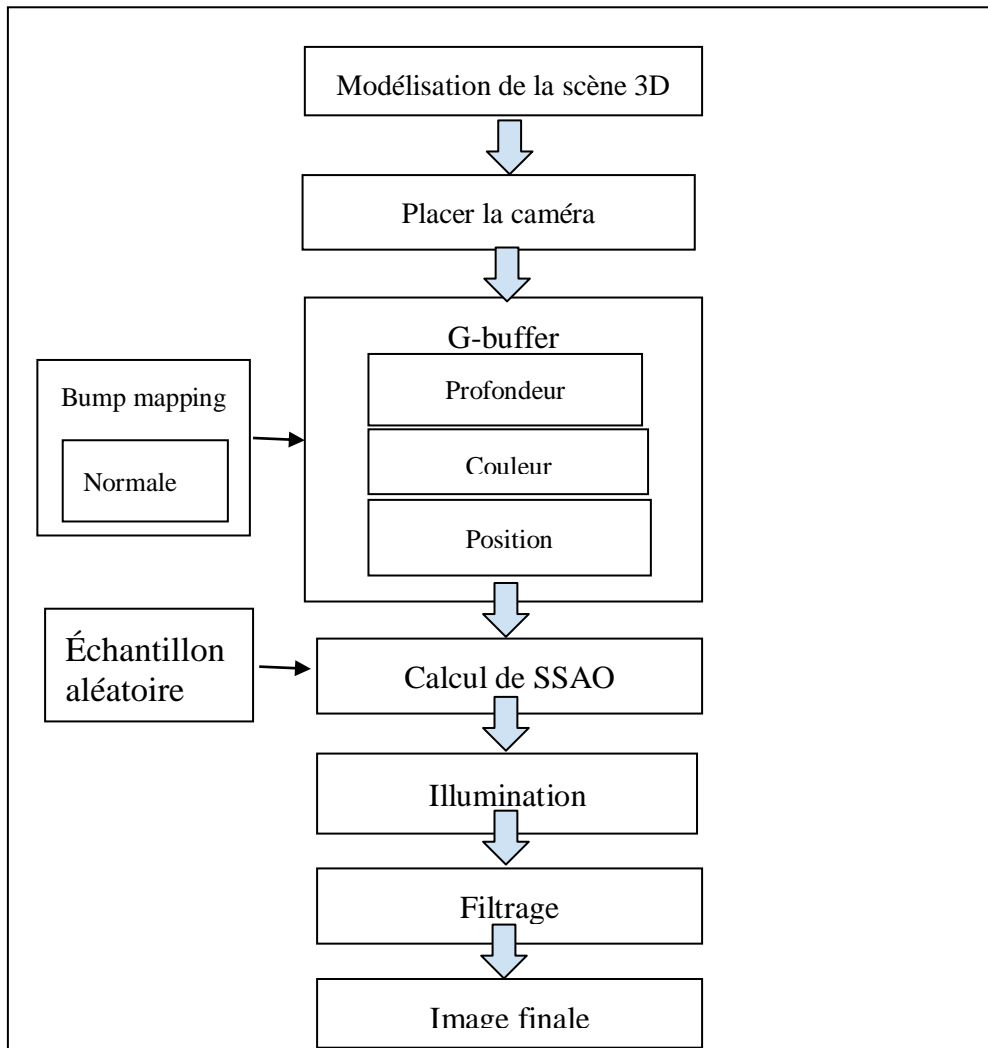 Modélisation de la scène 3D
Placer la caméra
G-buffer
Profondeur
Bump mapping
Couleur
Normale
Position
Échantillon
aléatoire
Calcul de SSAO
Illumination
Filtrage
Image finale